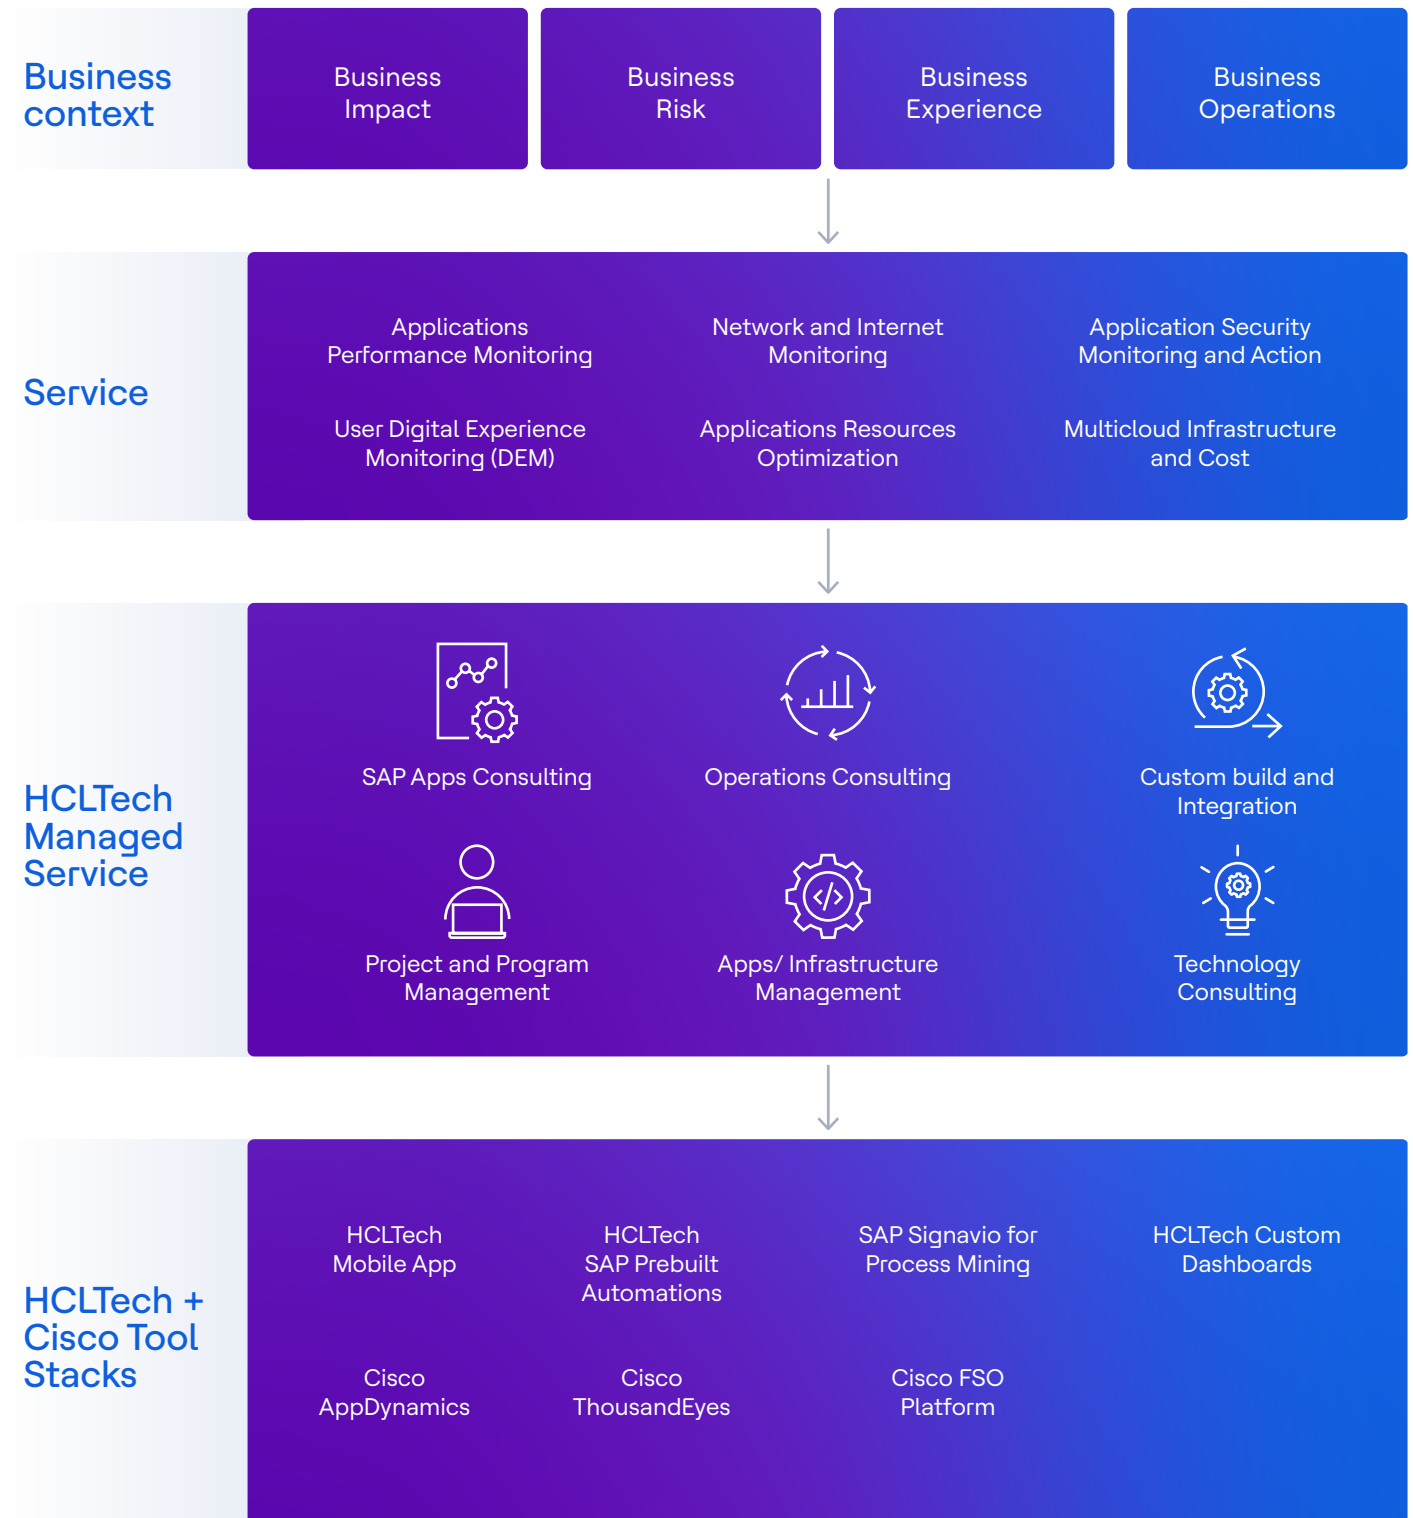 Business
context
Business
Impact
Business
Risk
Business
Experience
Business
Operations
Service
Applications
Performance Monitoring
Network and Internet
Monitoring
Application Security
Monitoring and Action
User Digital Experience
Monitoring (DEM)
Applications Resources
Optimization
Multicloud Infrastructure
and Cost
HCLTech
Managed
Service
SAP Apps Consulting
Operations Consulting
Custom build and
Integration
Project and Program
Management
</>
Apps/ Infrastructure
Management
Technology
Consulting
HCLTech +
Cisco Tool
Stacks
HCLTech
Mobile App
HCLTech
SAP Prebuilt
Automations
SAP Signavio for
Process Mining
HCLTech Custom
Dashboards
Cisco
AppDynamics
Cisco
ThousandEyes
Cisco FSO
Platform